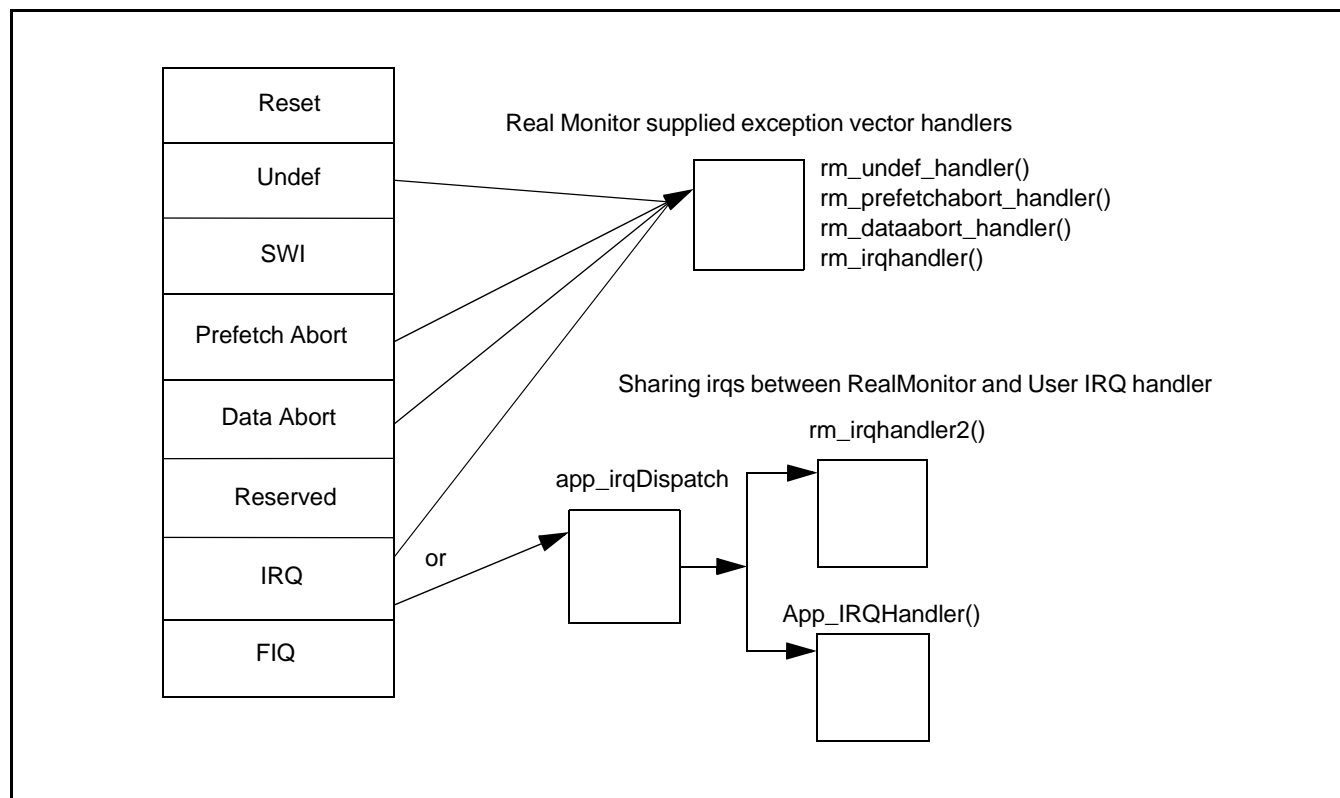 Reset
Undef
SWI
Prefetch Abort
Data Abort
Reserved
IRQ
FIQ
Real Monitor supplied exception vector handlers
rm_undef_handler()
rm_prefetchabort_handler()
rm_dataabort_handler()
rm_irqhandler()
Sharing irqs between RealMonitor and User IRQ handler
rm_irqhandler2()
app_irqDispatch
or
App_IRQHandler()